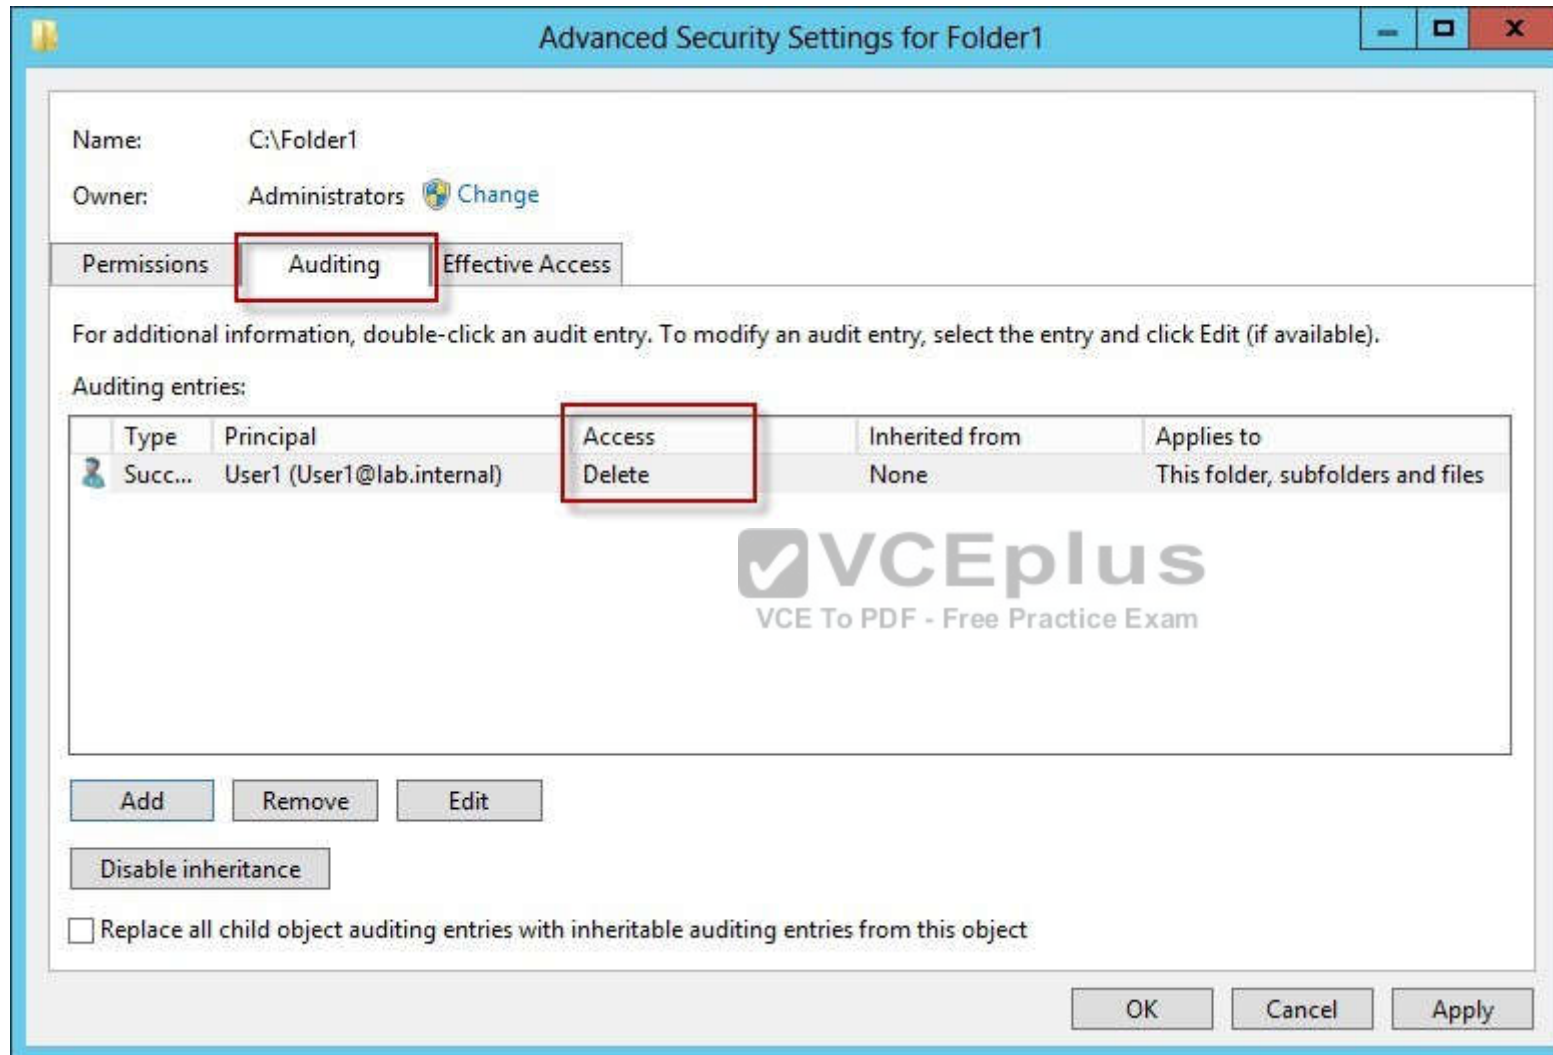 Advanced Security Settings for Folder1
Name: C:\Folder1
Owner: Administrators Change
Permissions Auditing Effective Access
For additional information, double-click an audit entry. To modify an audit entry, select the entry and click Edit (if available).
Auditing entries:
Type Principal Access Inherited from Applies to
Succ... User1 (User1@lab.internal) Delete None This folder, subfolders and files
VCEplus
VCE To PDF - Free Practice Exam
Add Remove Edit
Disable inheritance
Replace all child object auditing entries with inheritable auditing entries from this object
OK Cancel Apply